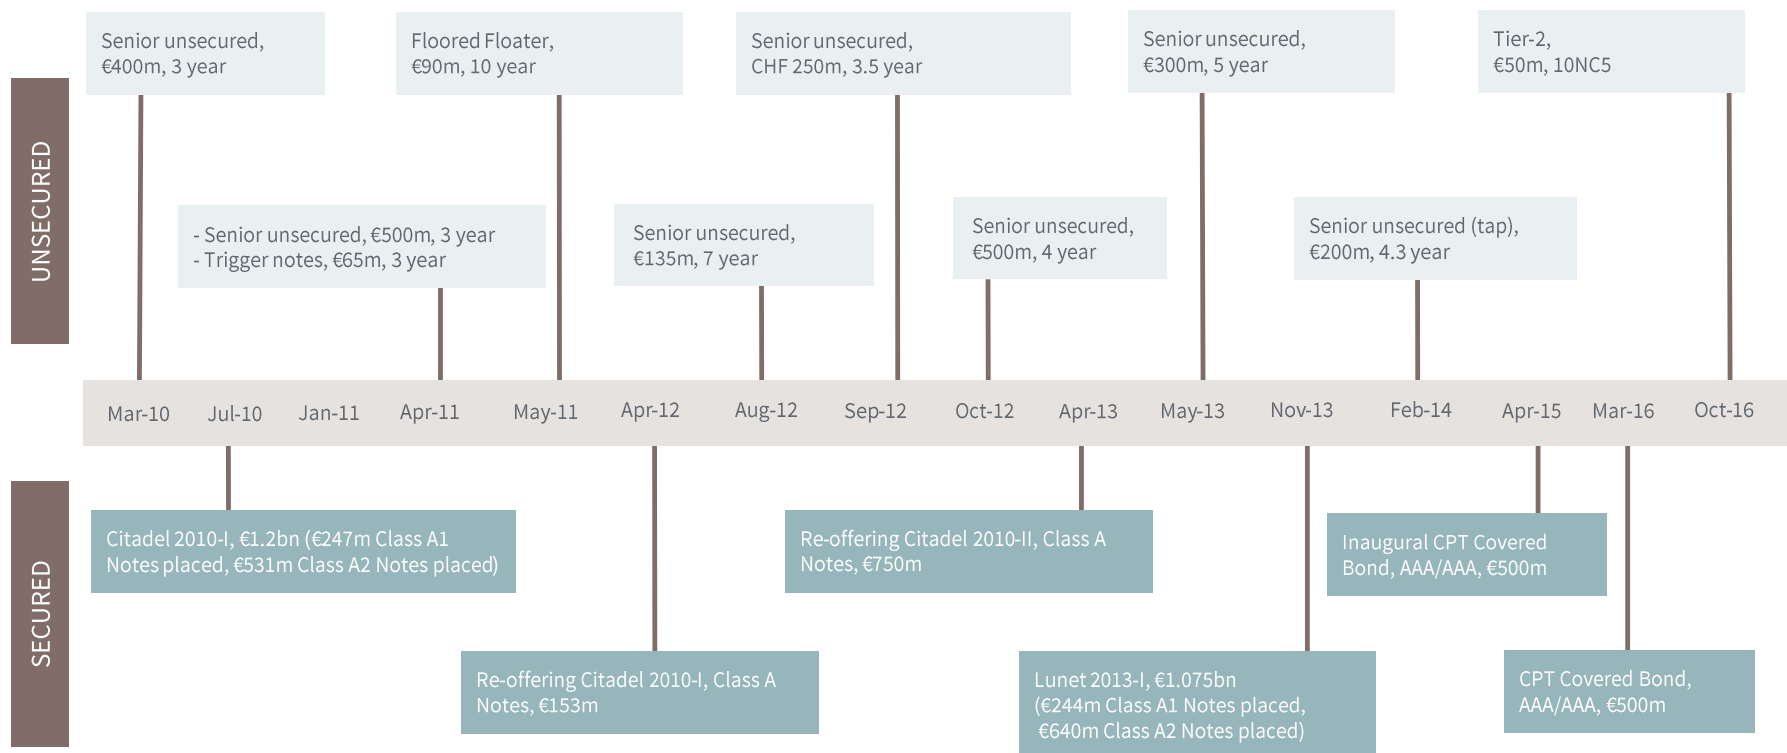 Senior unsecured,
€400m, 3 year
Floored Floater,
€90m, 10 year
Senior unsecured,
CHF 250m, 3.5 year
Senior unsecured,
€300m, 5 year
Tier-2,
€50m, 10NC5
UNSECURED
- Senior unsecured, €500m, 3 year
- Trigger notes, €65m, 3 year
Senior unsecured,
€135m, 7 year
Senior unsecured,
€500m, 4 year
Senior unsecured (tap),
€200m, 4.3 year
Mar-10 Jul-10 Jan-11 Apr-11 May-11 Apr-12 Aug-12 Sep-12 Oct-12 Apr-13 May-13 Nov-13 Feb-14 Apr-15 Mar-16 Oct-16
SECURED
Citadel 2010-I, €1.2bn (€247m Class A1
Notes placed, €531m Class A2 Notes placed)
Re-offering Citadel 2010-II, Class A
Notes, €750m
Inaugural CPT Covered
Bond, AAA/AAA, €500m
Re-offering Citadel 2010-I, Class A
Notes, €153m
Lunet 2013-I, €1.075bn
(€244m Class A1 Notes placed,
€640m Class A2 Notes placed)
CPT Covered Bond,
AAA/AAA, €500m